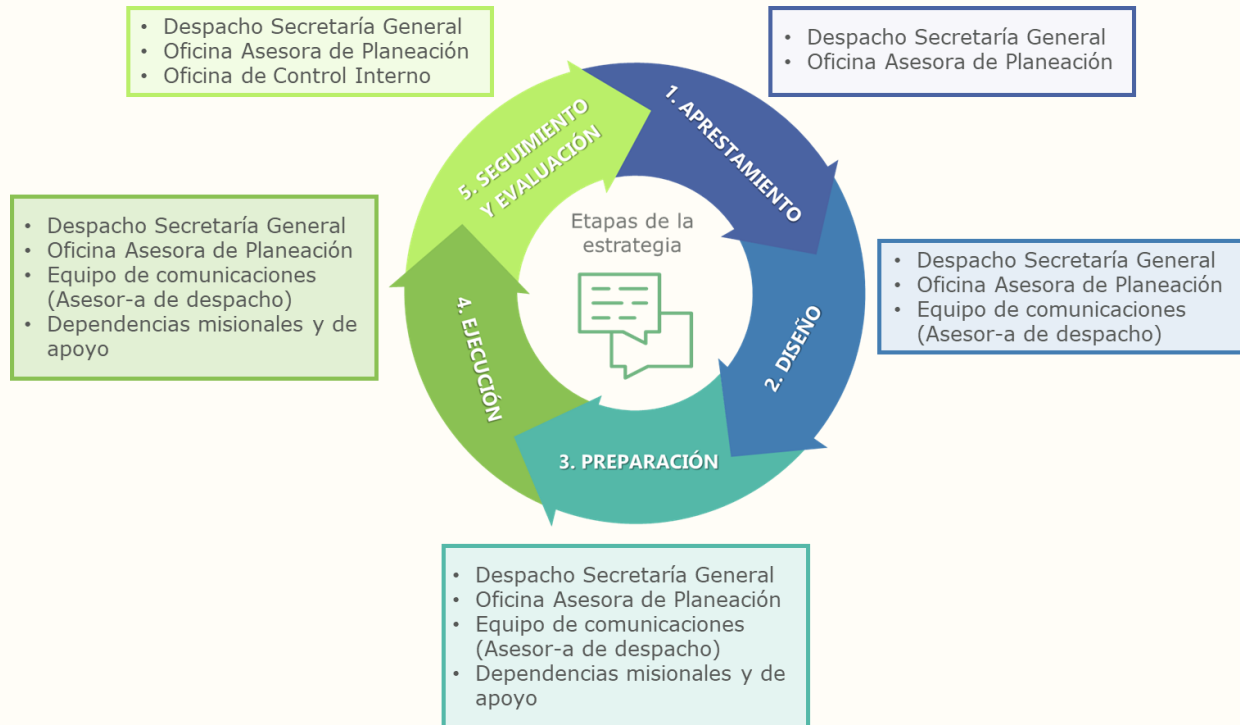 • Despacho Secretaría General
• Oficina Asesora de Planeación
• Oficina de Control Interno
• Despacho Secretaría General
• Oficina Asesora de Planeación
1. APRESTAMIENTO
5. SEGUIMIENTO
Y EVALUACIÓN
Etapas de la
estrategia
• Despacho Secretaría General
• Oficina Asesora de Planeación
• Equipo de comunicaciones
(Asesor-a de despacho)
• Dependencias misionales y de
apoyo
• Despacho Secretaría General
• Oficina Asesora de Planeación
• Equipo de comunicaciones
(Asesor-a de despacho)
4. EJECUCIÓN
2. DISEÑO
3. PREPARACIÓN
• Despacho Secretaría General
• Oficina Asesora de Planeación
• Equipo de comunicaciones
(Asesor-a de despacho)
• Dependencias misionales y de
apoyo